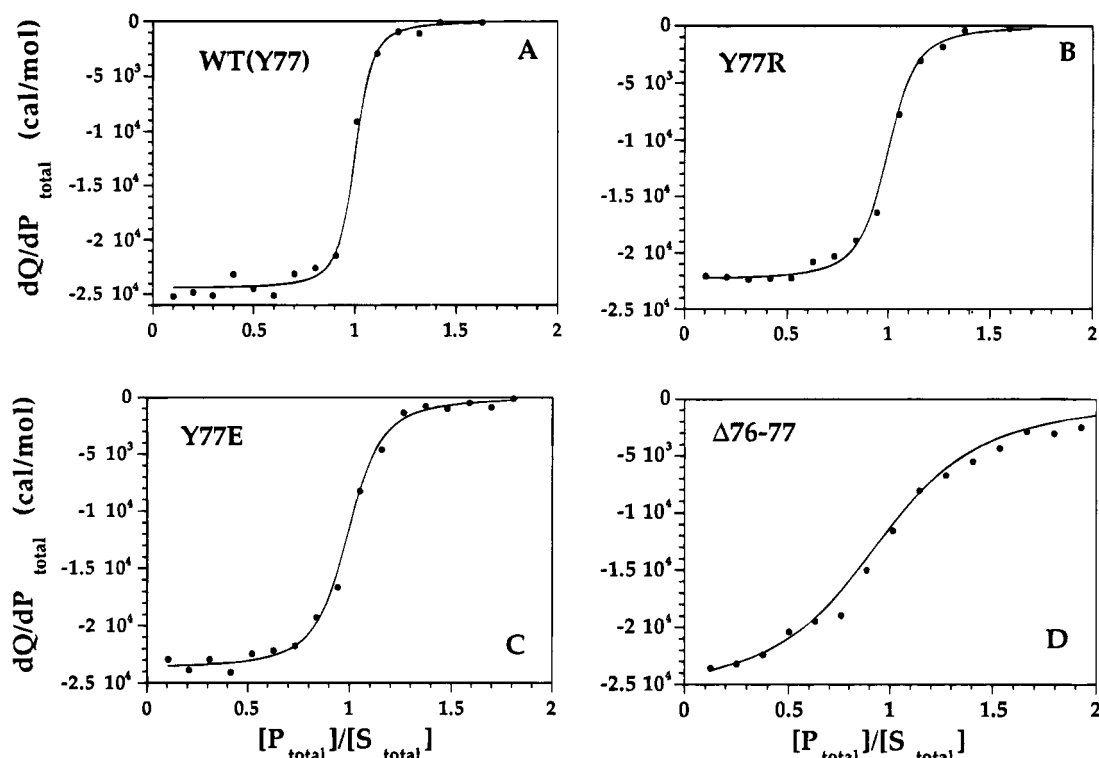 WT(Y77)
A
dQ/dP total (cal/mol)
0
-5 10³
-1 10⁴
-1.5 10⁴
-2 10⁴
-2.5 10⁴
0 0.5 1 1.5 2
Y77R
B
0
-5 10³
-1 10⁴
-1.5 10⁴
-2 10⁴
-2.5 10⁴
0 0.5 1 1.5 2
Y77E
C
dQ/dP total (cal/mol)
0
-5 10³
-1 10⁴
-1.5 10⁴
-2 10⁴
-2.5 10⁴
0 0.5 1 1.5 2
[P total]/[S total]
Δ76-77
D
0
-5 10³
-1 10⁴
-1.5 10⁴
-2 10⁴
-2.5 10⁴
0 0.5 1 1.5 2
[P total]/[S total]